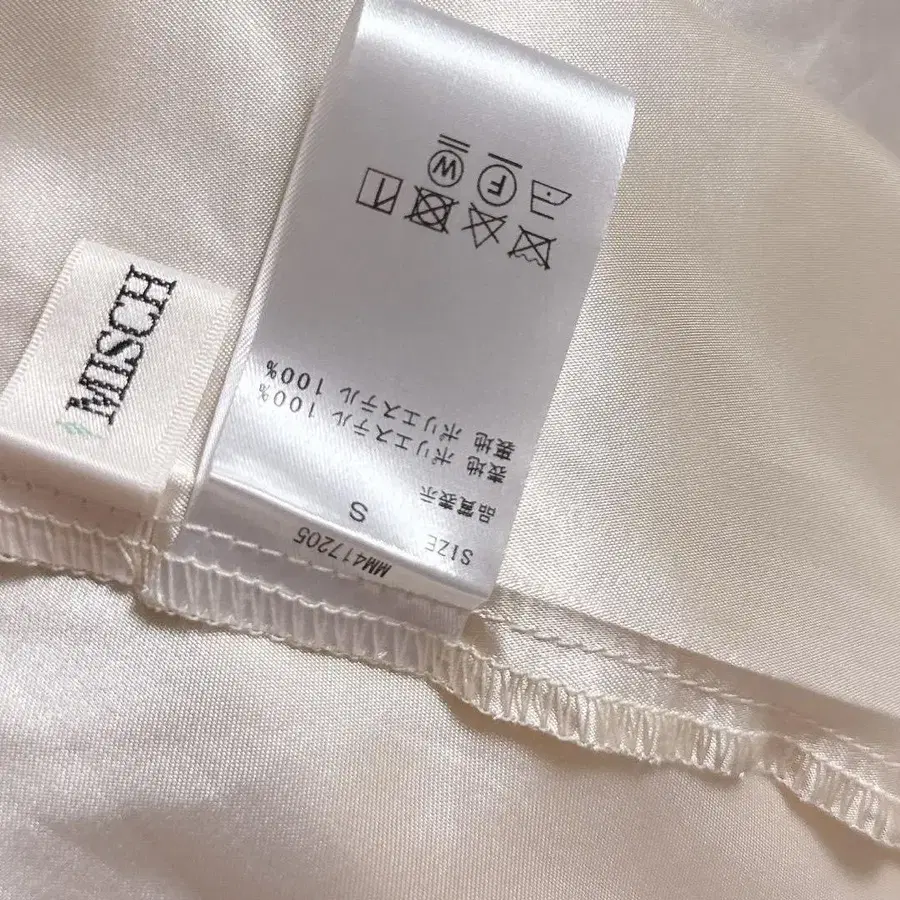 MIISCH
MM417205
SIZE
S
品質表示
表地 ポリエステル 100%
裏地 ポリエステル 100%
F W